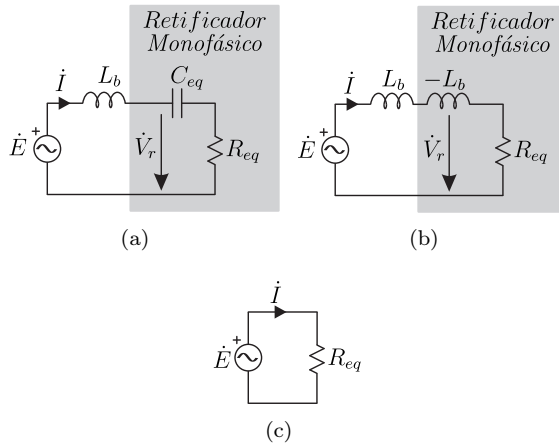 Retificador
Monofásico
İ
L_b
C_eq
+
Ė
V̇_r
R_eq
(a)
Retificador
Monofásico
İ
L_b
−L_b
+
Ė
V̇_r
R_eq
(b)
İ
+
Ė
R_eq
(c)